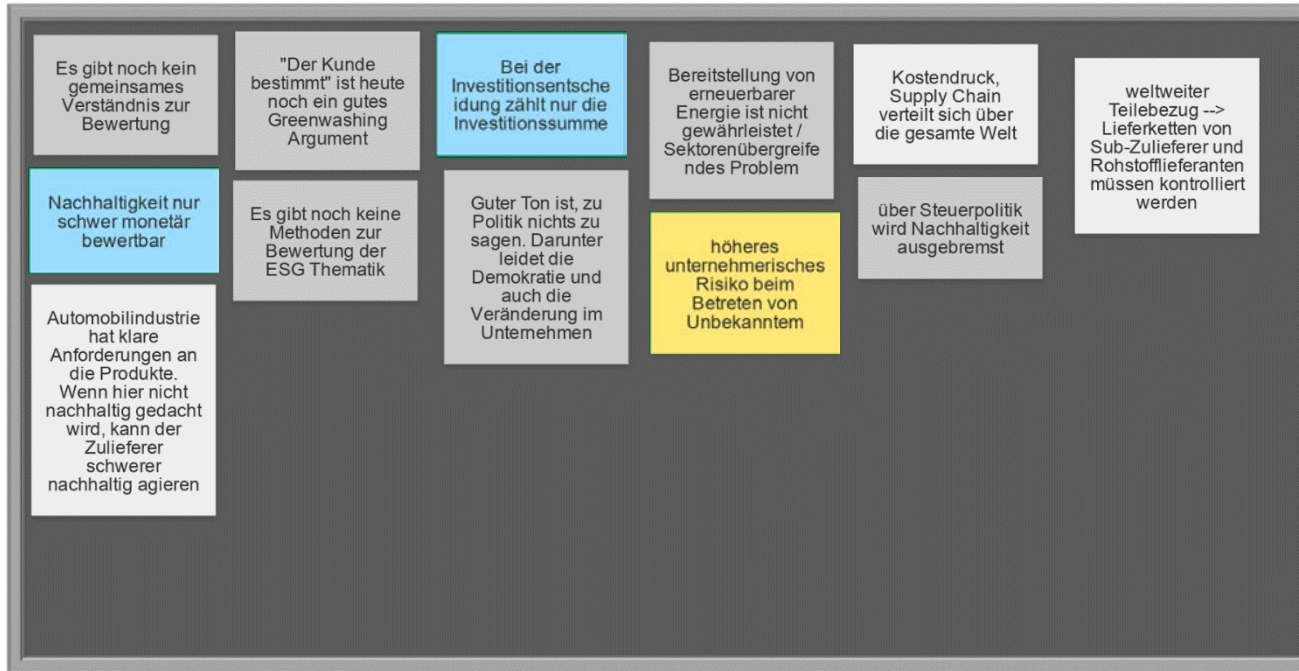 Es gibt noch kein
gemeinsames
Verständnis zur
Bewertung
"Der Kunde
bestimmt" ist heute
noch ein gutes
Greenwashing
Argument
Bei der
Investitionsentsche
idung zählt nur die
Investitionssumme
Bereitstellung von
erneuerbarer
Energie ist nicht
gewährleistet /
Sektorenübergreife
ndes Problem
Kostendruck,
Supply Chain
verteilt sich über
die gesamte Welt
weltweiter
Teilebezug -->
Lieferketten von
Sub-Zulieferer und
Rohstofflieferanten
müssen kontrolliert
werden
Nachhaltigkeit nur
schwer monetär
bewertbar
Es gibt noch keine
Methoden zur
Bewertung der
ESG Thematik
Guter Ton ist, zu
Politik nichts zu
sagen. Darunter
leidet die
Demokratie und
auch die
Veränderung im
Unternehmen
höheres
unternehmerisches
Risiko beim
Betreten von
Unbekanntem
über Steuerpolitik
wird Nachhaltigkeit
ausgebremst
Automobilindustrie
hat klare
Anforderungen an
die Produkte.
Wenn hier nicht
nachhaltig gedacht
wird, kann der
Zulieferer
schwerer
nachhaltig agieren